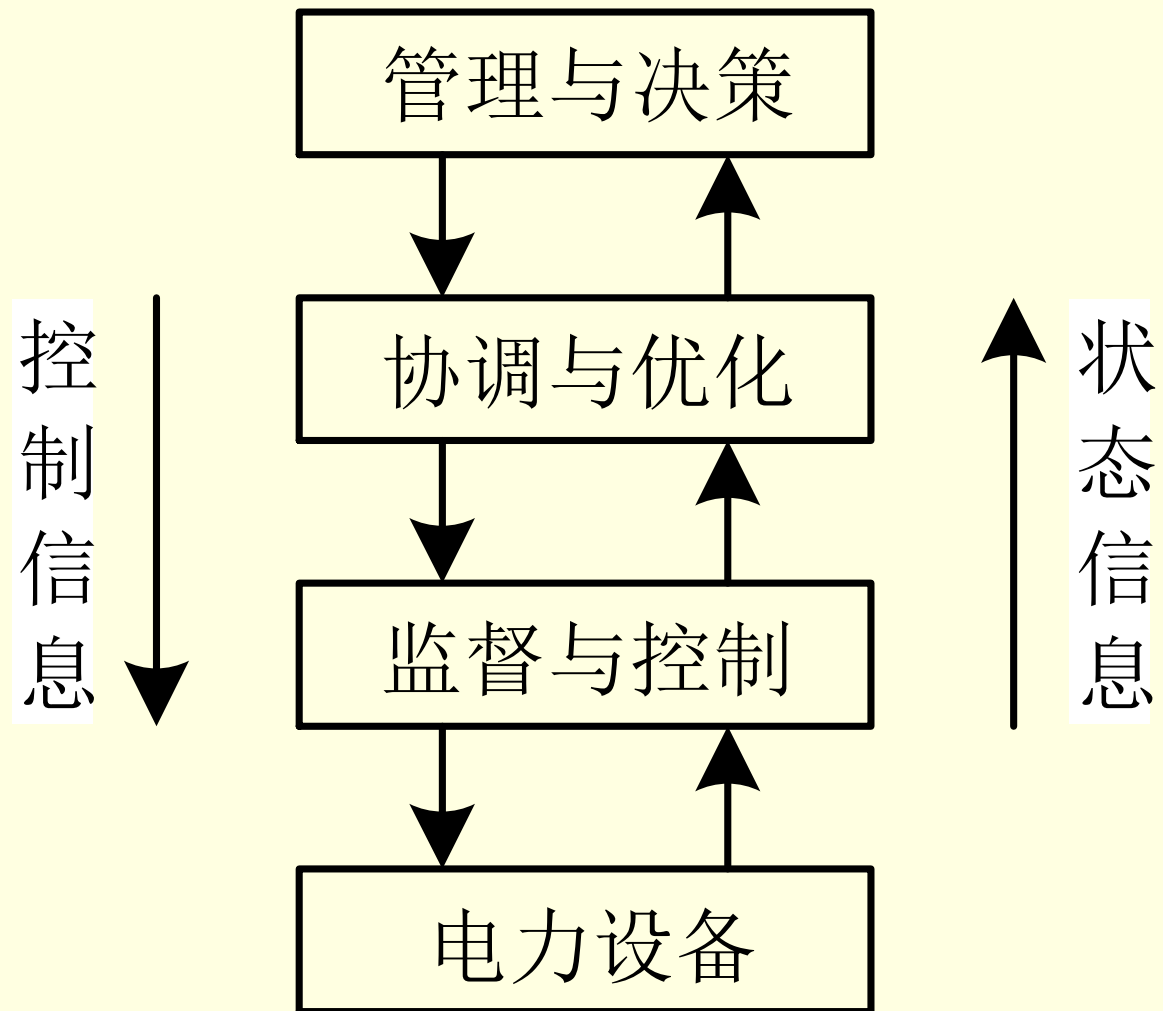 管理与决策
协调与优化
监督与控制
电力设备
控制信息
状态信息